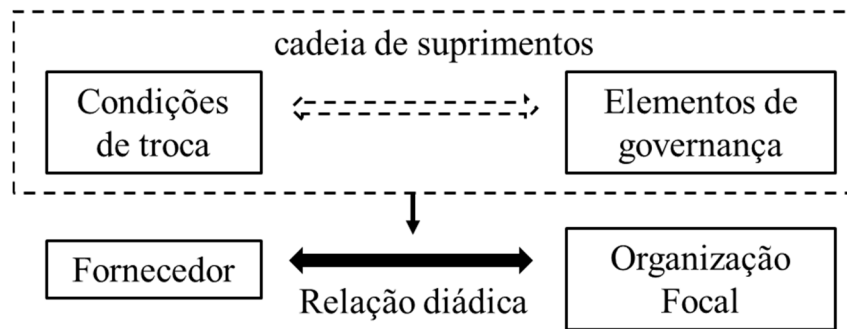 cadeia de suprimentos
Condições
de troca
Elementos de
governança
Fornecedor
Relação diádica
Organização
Focal